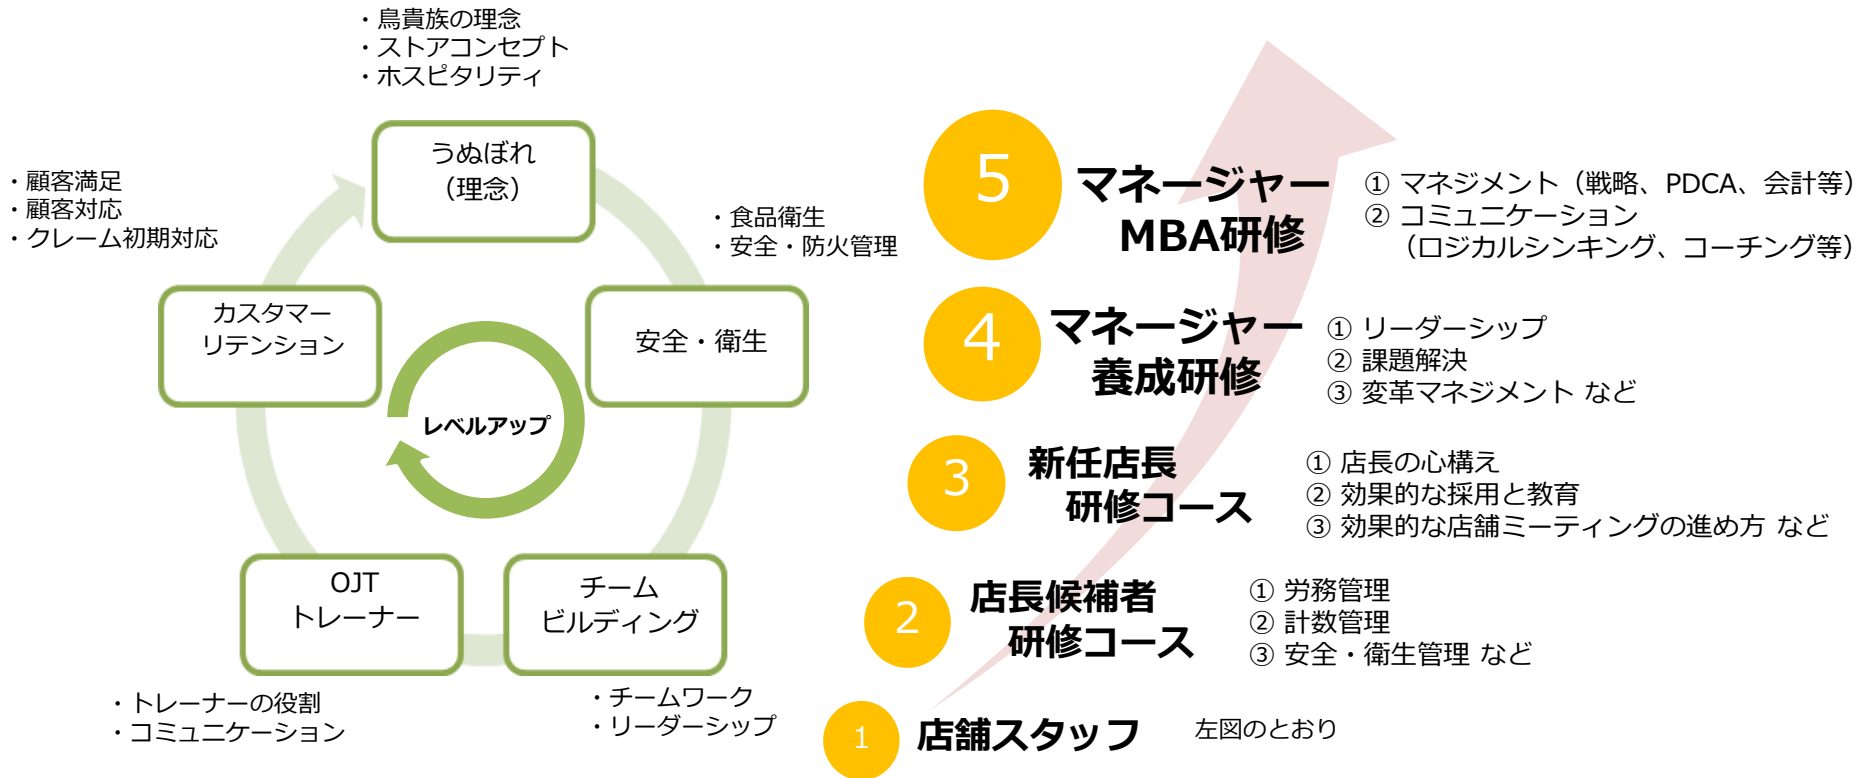 ・鳥貴族の理念
・ストアコンセプト
・ホスピタリティ
うぬぼれ
（理念）
・食品衛生
・安全・防火管理
安全・衛生
チーム
ビルディング
・チームワーク
・リーダーシップ
OJT
トレーナー
・トレーナーの役割
・コミュニケーション
カスタマー
リテンション
・顧客満足
・顧客対応
・クレーム初期対応
レベルアップ
5
マネージャー
MBA研修
① マネジメント（戦略、PDCA、会計等）
② コミュニケーション
（ロジカルシンキング、コーチング等）
4
マネージャー
養成研修
① リーダーシップ
② 課題解決
③ 変革マネジメント など
3
新任店長
研修コース
① 店長の心構え
② 効果的な採用と教育
③ 効果的な店舗ミーティングの進め方 など
2
店長候補者
研修コース
① 労務管理
② 計数管理
③ 安全・衛生管理 など
1
店舗スタッフ
左図のとおり